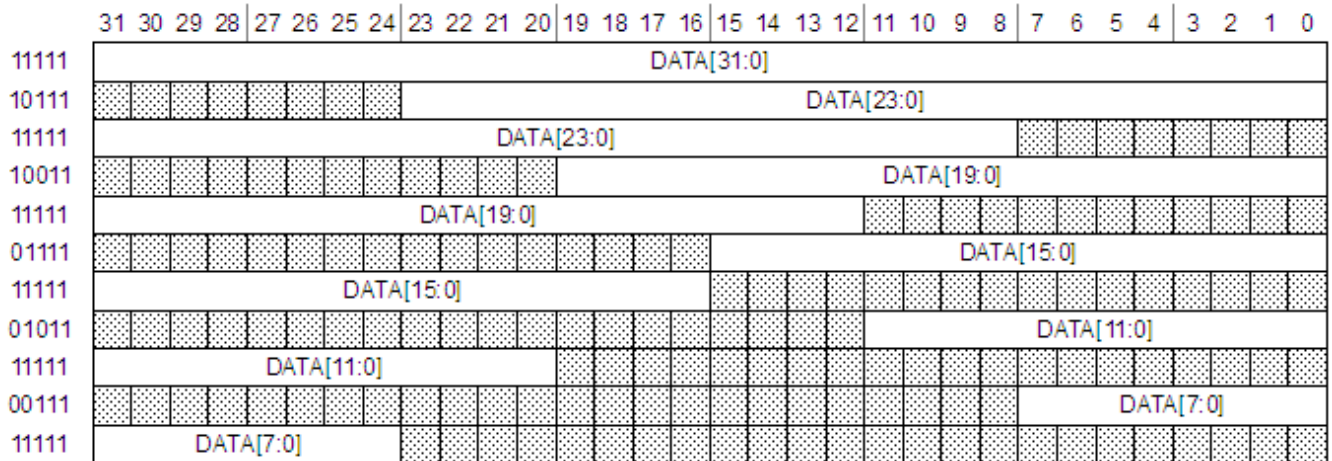 31 30 29 28 27 26 25 24 23 22 21 20 19 18 17 16 15 14 13 12 11 10 9 8 7 6 5 4 3 2 1 0
11111 DATA[31:0]
10111 DATA[23:0]
11111 DATA[23:0]
10011 DATA[19:0]
11111 DATA[19:0]
01111 DATA[15:0]
11111 DATA[15:0]
01011 DATA[11:0]
11111 DATA[11:0]
00111 DATA[7:0]
11111 DATA[7:0]